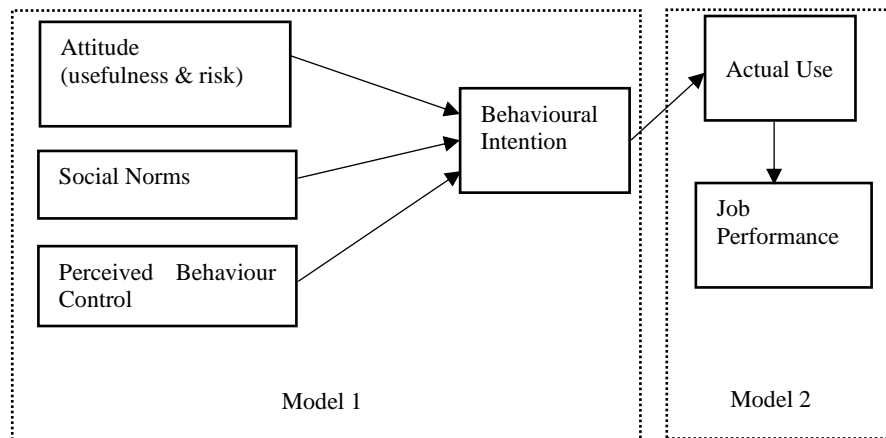 Attitude
(usefulness & risk)
Social Norms
Perceived Behaviour
Control
Behavioural
Intention
Model 1
Actual Use
Job
Performance
Model 2